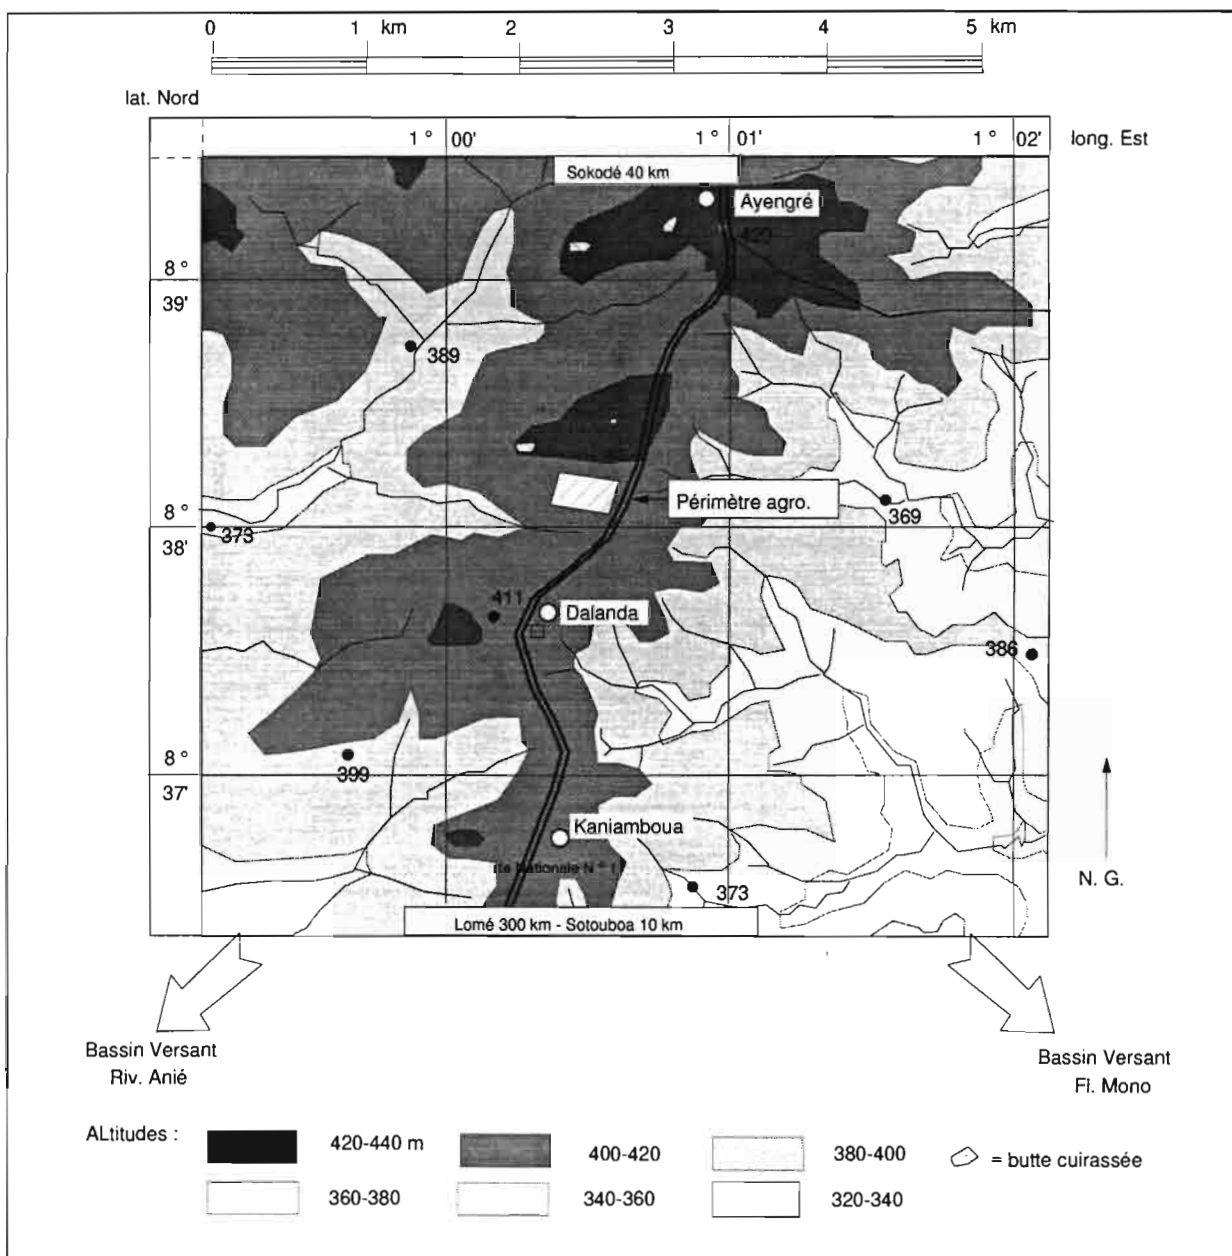 0 1 km 2 3 4 5 km
lat. Nord
1 ° 00' 1 ° 01' 1 ° 02' long. Est
Sokodé 40 km
Ayengré
420
8 °
39'
389
Périmètre agro.
369
8 °
38'
373
411
Dalanda
386
399
8 °
37'
Kaniamboua
Nationale N° 1
373
N. G.
Lomé 300 km - Sotouboa 10 km
Bassin Versant
Riv. Anié
Bassin Versant
Fl. Mono
ALtitudes :
420-440 m
400-420
380-400
= butte cuirassée
360-380
340-360
320-340